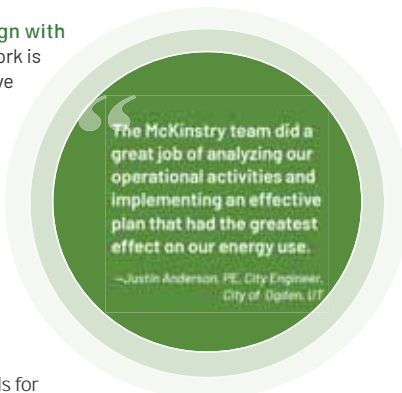 gn with
ork is
ve
“
The McKinstry team did a
great job of analyzing our
operational activities and
implementing an effective
plan that had the greatest
effect on our energy use.
—Justin Anderson, PE, City Engineer,
City of Ogden, UT
ls for